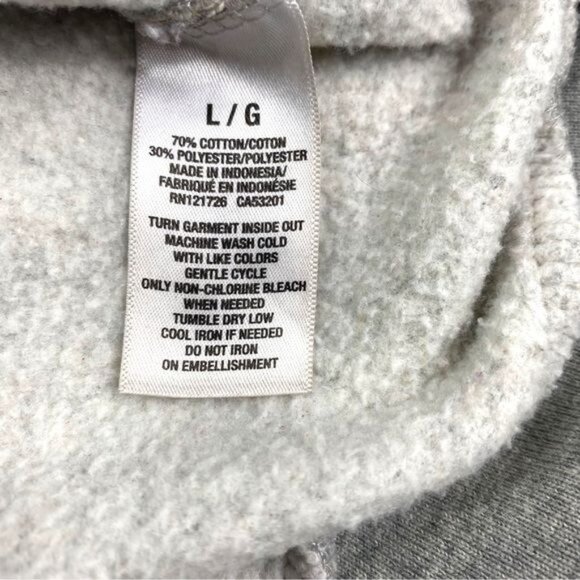 L / G
70% COTTON/COTON
30% POLYESTER/POLYESTER
MADE IN INDONESIA/
FABRIQUÉ EN INDONÉSIE
RN121726 CA53201
TURN GARMENT INSIDE OUT
MACHINE WASH COLD
WITH LIKE COLORS
GENTLE CYCLE
ONLY NON-CHLORINE BLEACH
WHEN NEEDED
TUMBLE DRY LOW
COOL IRON IF NEEDED
DO NOT IRON
ON EMBELLISHMENT